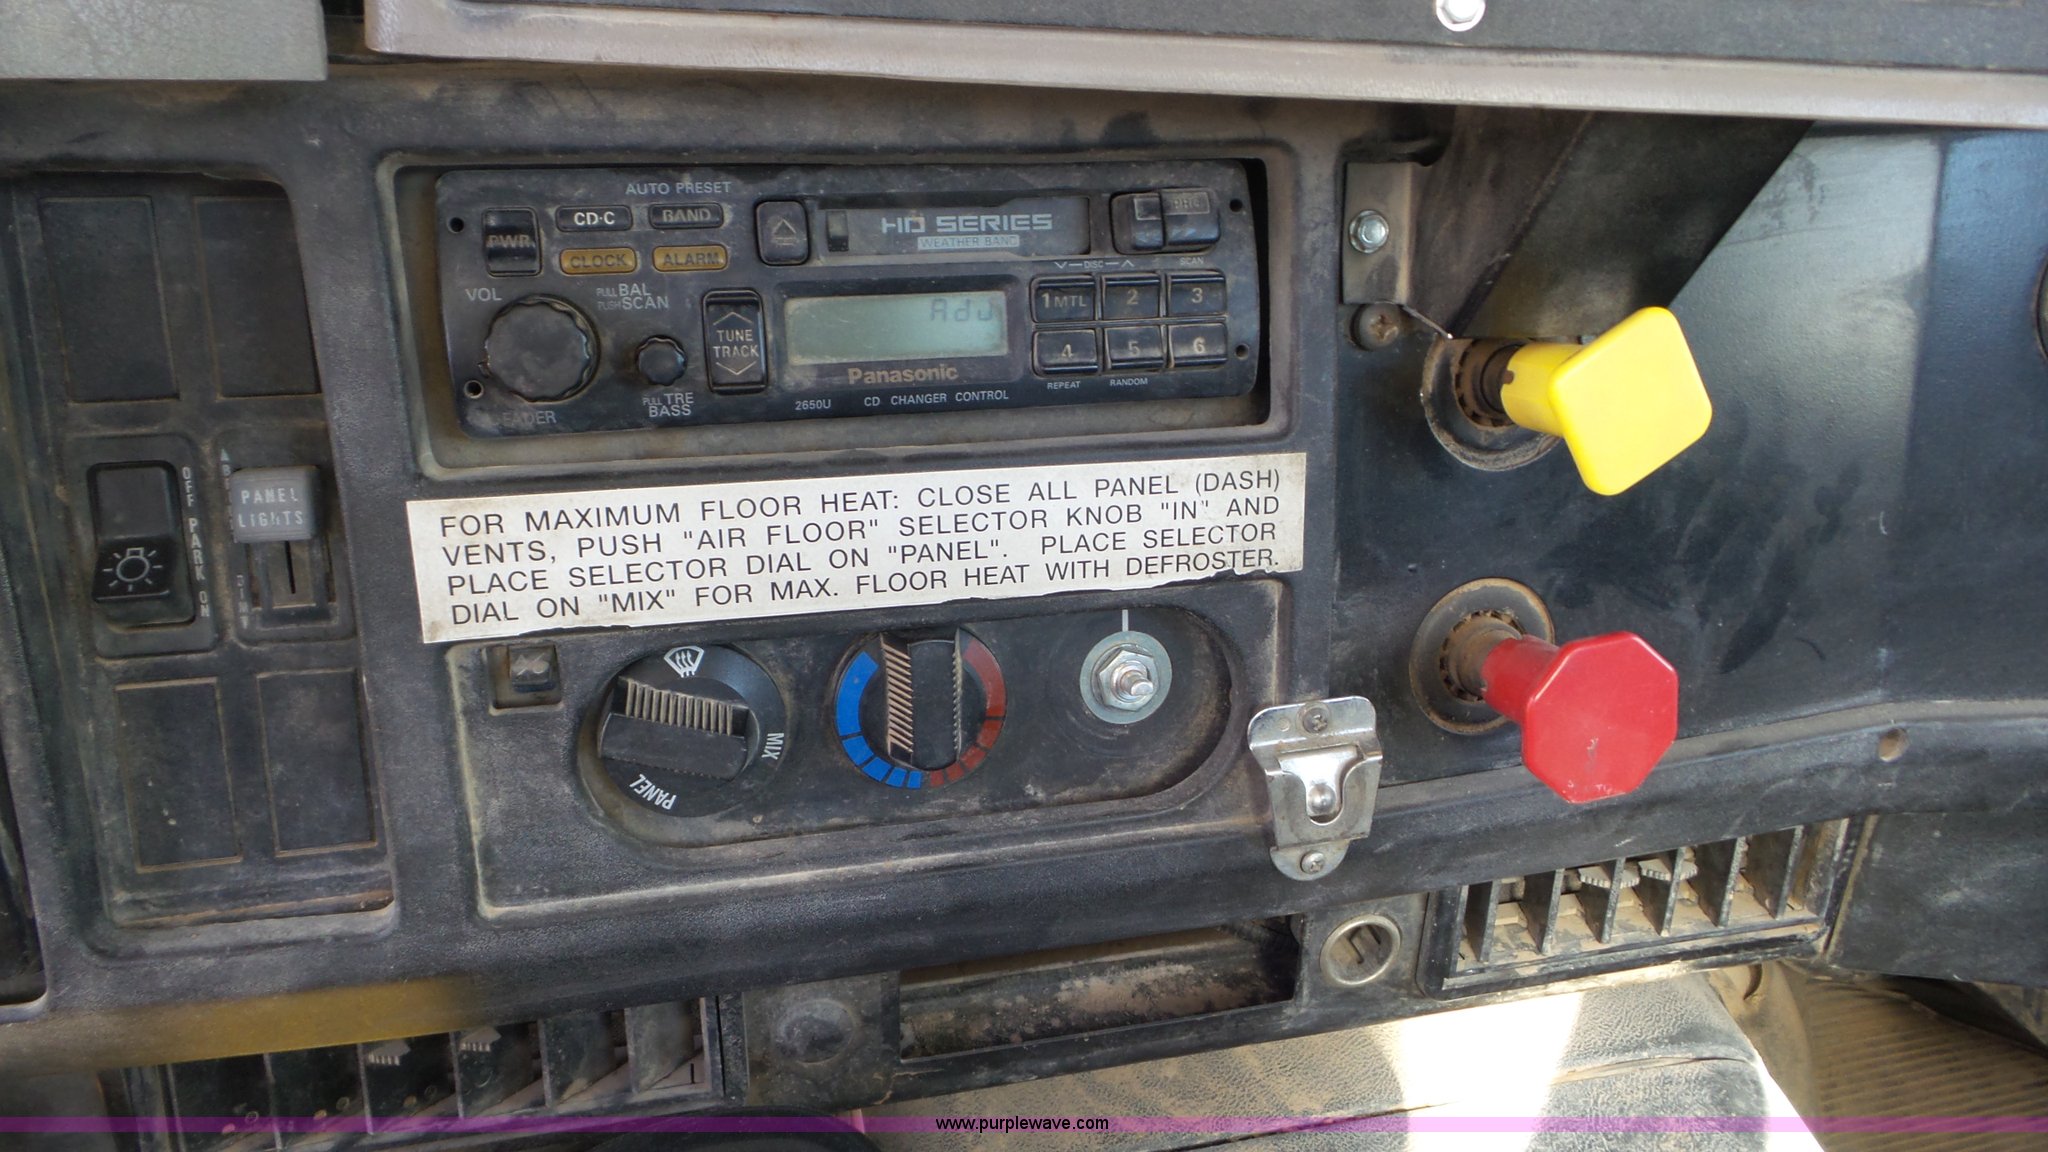 AUTO PRESET
PWR CD·C BAND
CLOCK ALARM
HD SERIES
WEATHER BAND
VOL PULL BAL
PUSH SCAN
DISC SCAN
TUNE
TRACK
Adj
1 MTL 2 3
4 5 6
Panasonic
PULL TRE
BASS
2650U CD CHANGER CONTROL
REPEAT RANDOM
OFF PARK ON
PANEL
LIGHTS
DIM
FOR MAXIMUM FLOOR HEAT: CLOSE ALL PANEL (DASH)
VENTS, PUSH "AIR FLOOR" SELECTOR KNOB "IN" AND
PLACE SELECTOR DIAL ON "PANEL". PLACE SELECTOR
DIAL ON "MIX" FOR MAX. FLOOR HEAT WITH DEFROSTER.
MIX
PANEL
www.purplewave.com